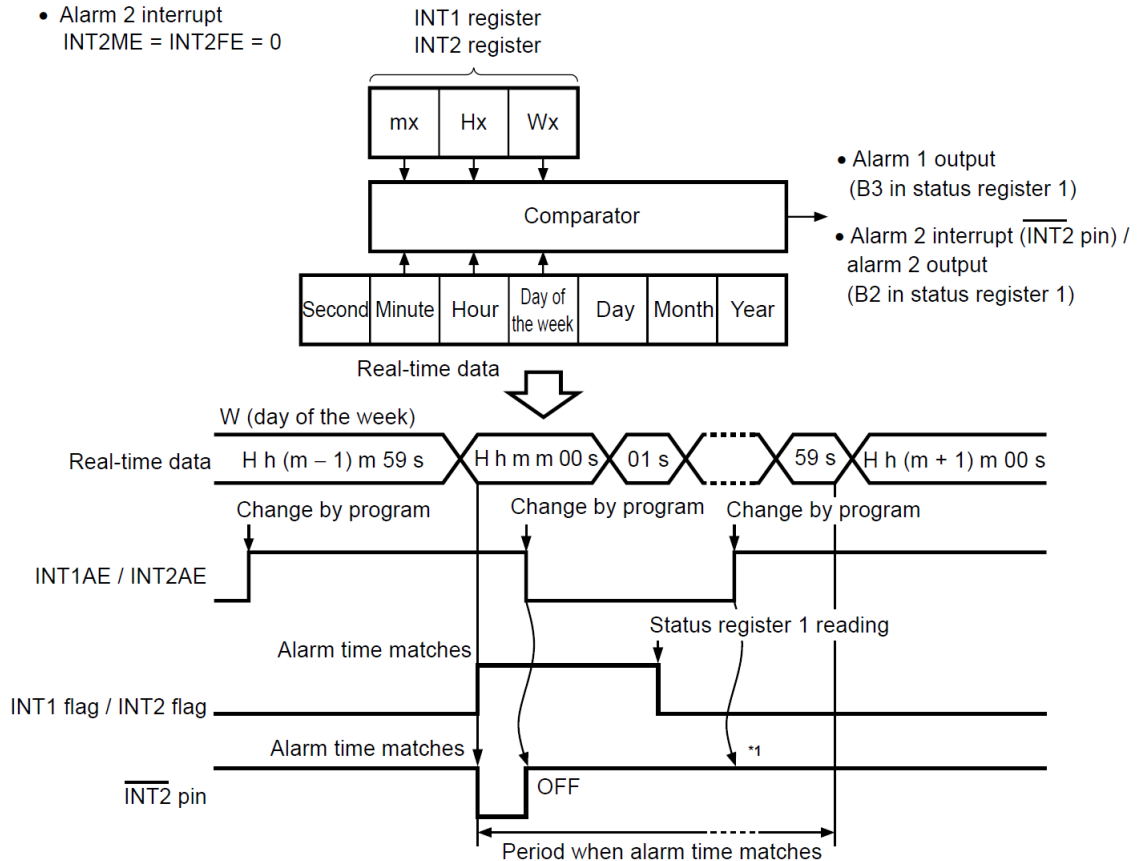 • Alarm 2 interrupt
INT2ME = INT2FE = 0
INT1 register
INT2 register
mx Hx Wx
Comparator
• Alarm 1 output
(B3 in status register 1)
• Alarm 2 interrupt (INT2 pin) /
alarm 2 output
(B2 in status register 1)
Second Minute Hour Day of the week Day Month Year
Real-time data
W (day of the week)
Real-time data H h (m − 1) m 59 s H h m m 00 s 01 s 59 s H h (m + 1) m 00 s
Change by program Change by program Change by program
INT1AE / INT2AE
Status register 1 reading
Alarm time matches
INT1 flag / INT2 flag
Alarm time matches *1
INT2 pin OFF
Period when alarm time matches